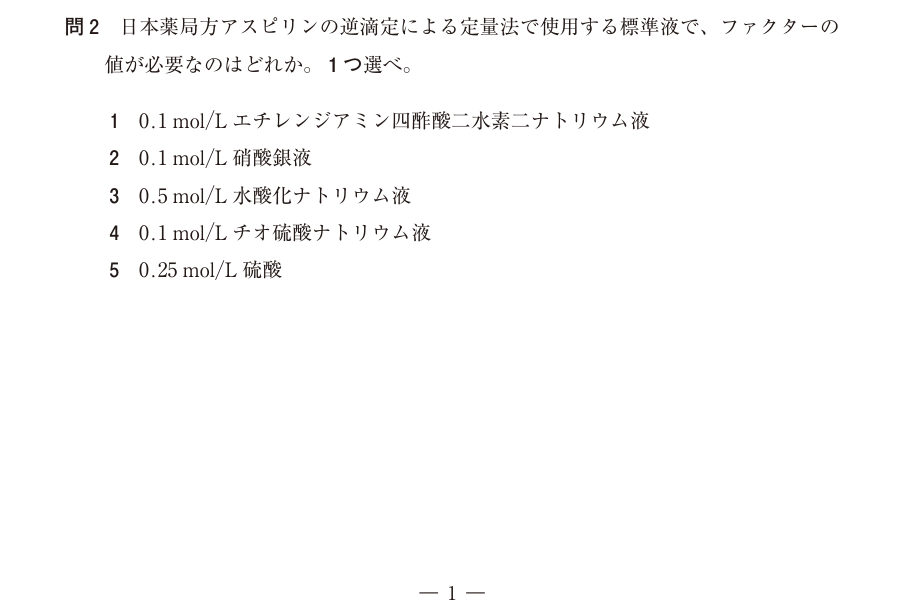 問2 日本薬局方アスピリンの逆滴定による定量法で使用する標準液で、ファクターの
値が必要なのはどれか。1つ選べ。
1 0.1 mol/L エチレンジアミン四酢酸二水素二ナトリウム液
2 0.1 mol/L 硝酸銀液
3 0.5 mol/L 水酸化ナトリウム液
4 0.1 mol/L チオ硫酸ナトリウム液
5 0.25 mol/L 硫酸
— 1 —